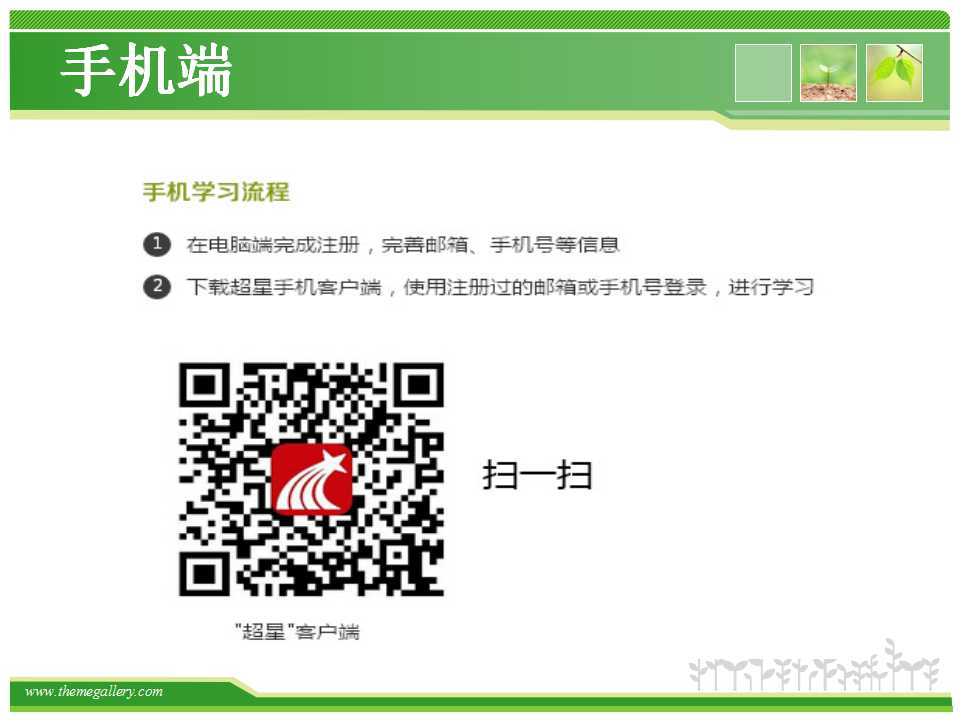 手机端
手机学习流程
1 在电脑端完成注册，完善邮箱、手机号等信息
2 下载超星手机客户端，使用注册过的邮箱或手机号登录，进行学习
扫一扫
"超星"客户端
www.themegallery.com